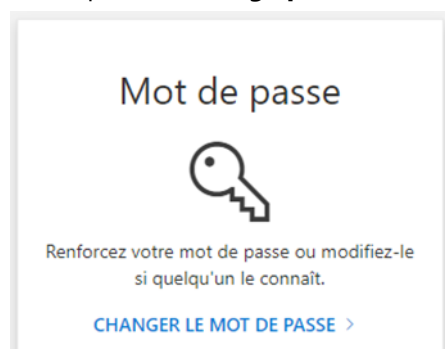 Mot de passe
Renforcez votre mot de passe ou modifiez-le
si quelqu'un le connaît.
CHANGER LE MOT DE PASSE >